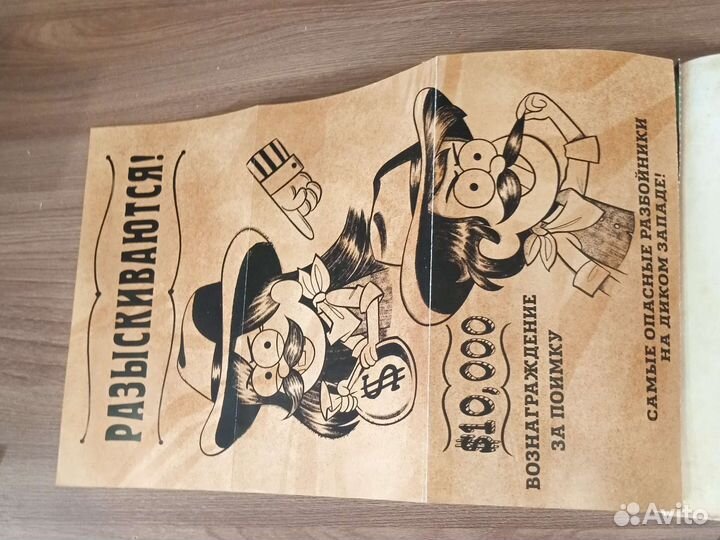 РАЗЫСКИВАЮТСЯ!
$
$10,000
ВОЗНАГРАЖДЕНИЕ
ЗА ПОИМКУ
САМЫЕ ОПАСНЫЕ РАЗБОЙНИКИ
НА ДИКОМ ЗАПАДЕ!
Avito